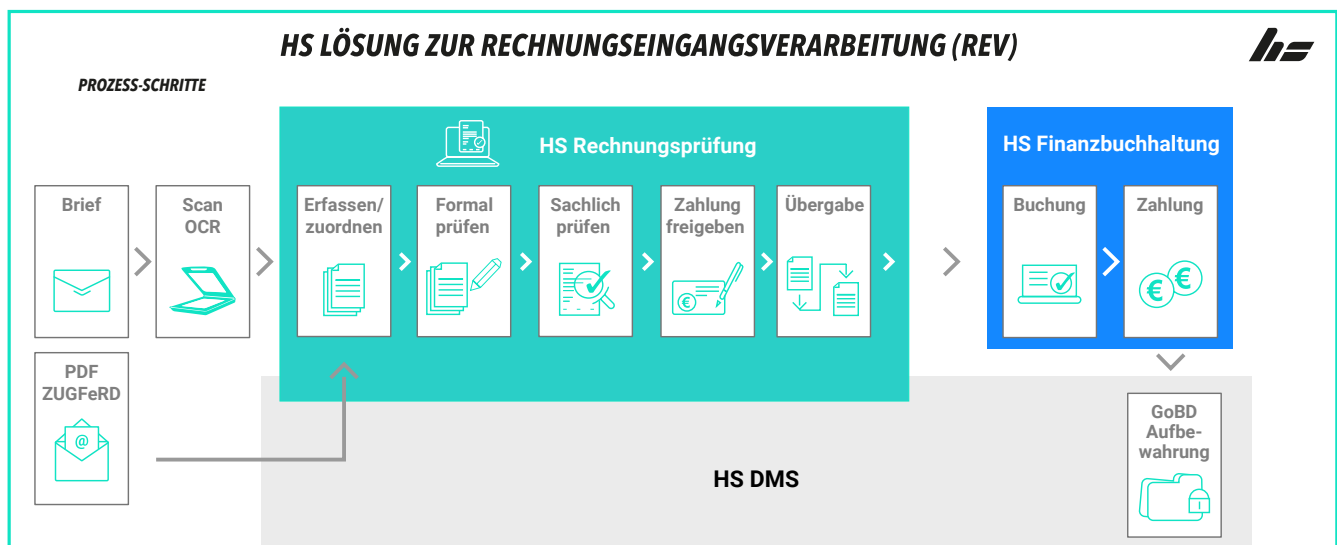 HS LÖSUNG ZUR RECHNUNGSEINGANGSVERARBEITUNG (REV)
hs
PROZESS-SCHRITTE
HS Rechnungsprüfung
HS Finanzbuchhaltung
Brief
Scan
OCR
Erfassen/
zuordnen
Formal
prüfen
Sachlich
prüfen
Zahlung
freigeben
Übergabe
Buchung
Zahlung
€
€
€
PDF
ZUGFeRD
@
GoBD
Aufbe-
wahrung
HS DMS